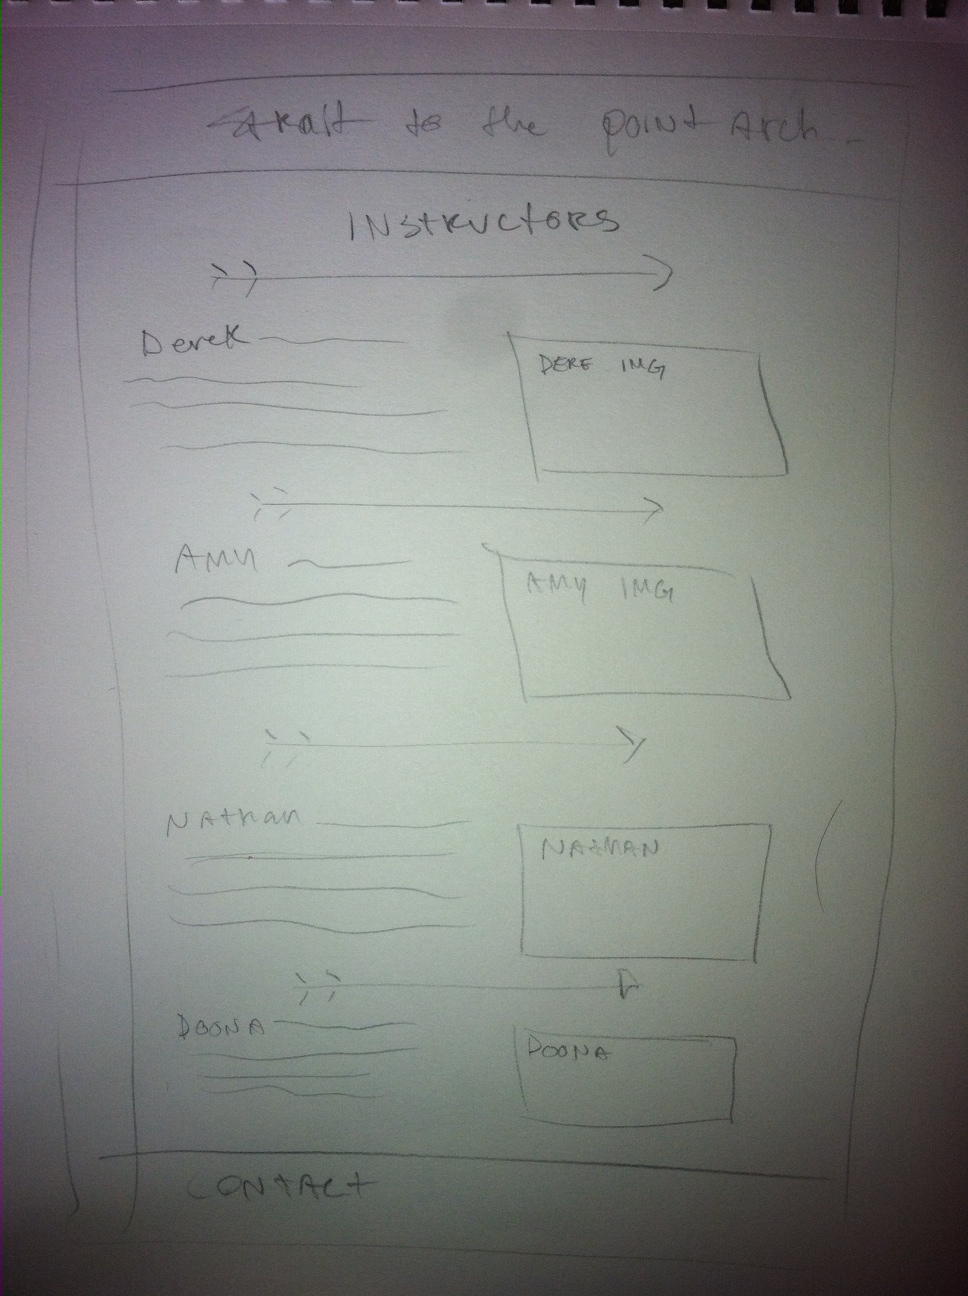 strait to the point Arch
INstRuctoRs
Derek
DERE IMG
AMY
AMY IMG
NAthan
NAtHAN
DOONA
DOONA
CONtACt